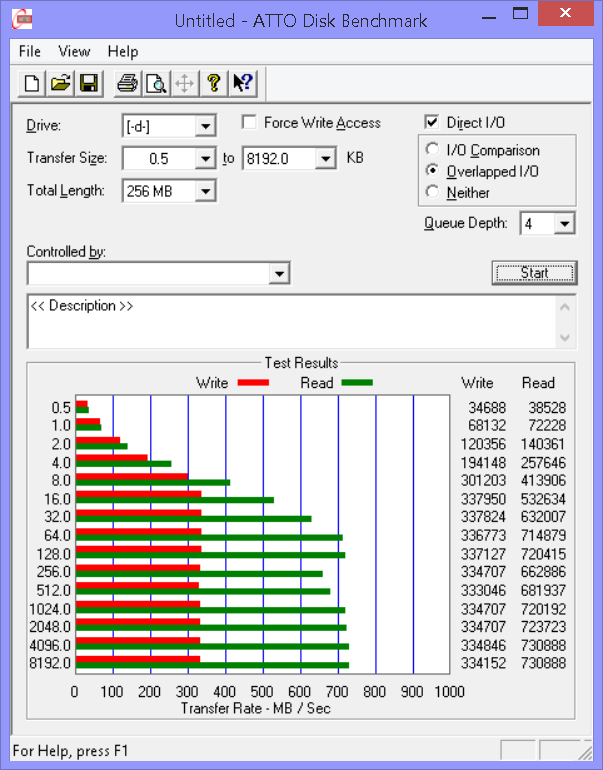 Untitled - ATTO Disk Benchmark
File View Help
Drive: [-d-] Force Write Access Direct I/O
Transfer Size: 0.5 to 8192.0 KB I/O Comparison
Overlapped I/O
Total Length: 256 MB Neither
Queue Depth: 4
Controlled by:
Start
<< Description >>
Test Results
Write Read Write Read
0.5 34688 38528
1.0 68132 72228
2.0 120356 140361
4.0 194148 257646
8.0 301203 413906
16.0 337950 532634
32.0 337824 632007
64.0 336773 714879
128.0 337127 720415
256.0 334707 662886
512.0 333046 681937
1024.0 334707 720192
2048.0 334707 723723
4096.0 334846 730888
8192.0 334152 730888
0 100 200 300 400 500 600 700 800 900 1000
Transfer Rate - MB / Sec
For Help, press F1